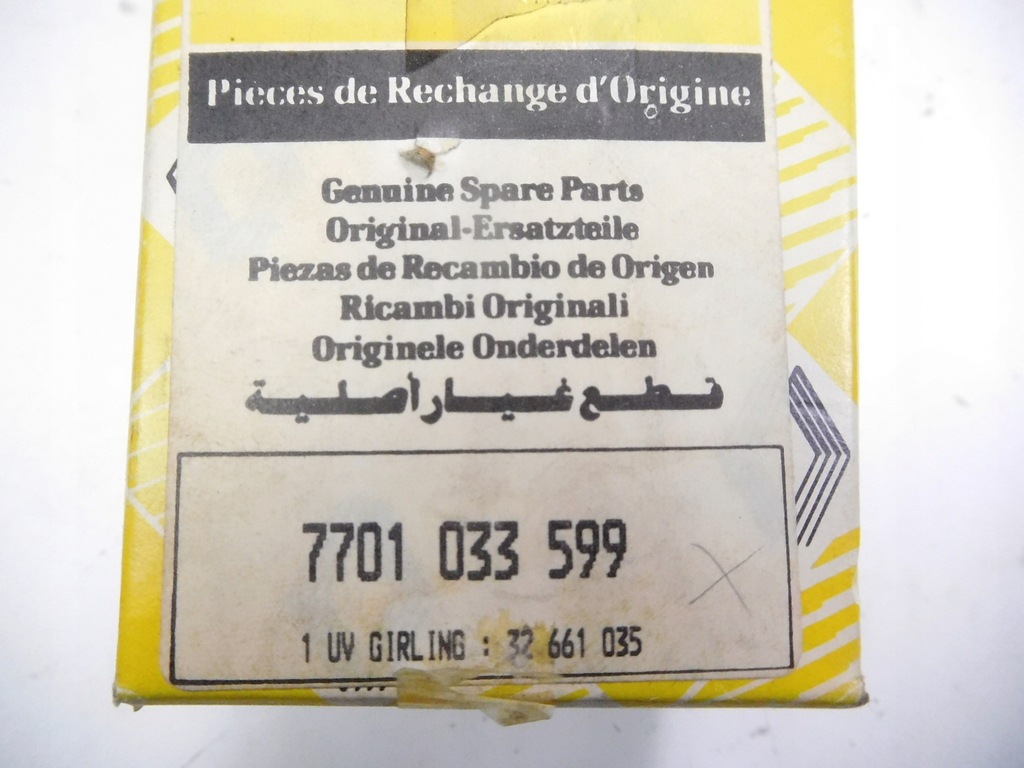 Pieces de Rechange d'Origine
Genuine Spare Parts
Original-Ersatzteile
Piezas de Recambio de Origen
Ricambi Originali
Originele Onderdelen
قطع غيار أصلية
7701 033 599
1 UV GIRLING : 32 661 035